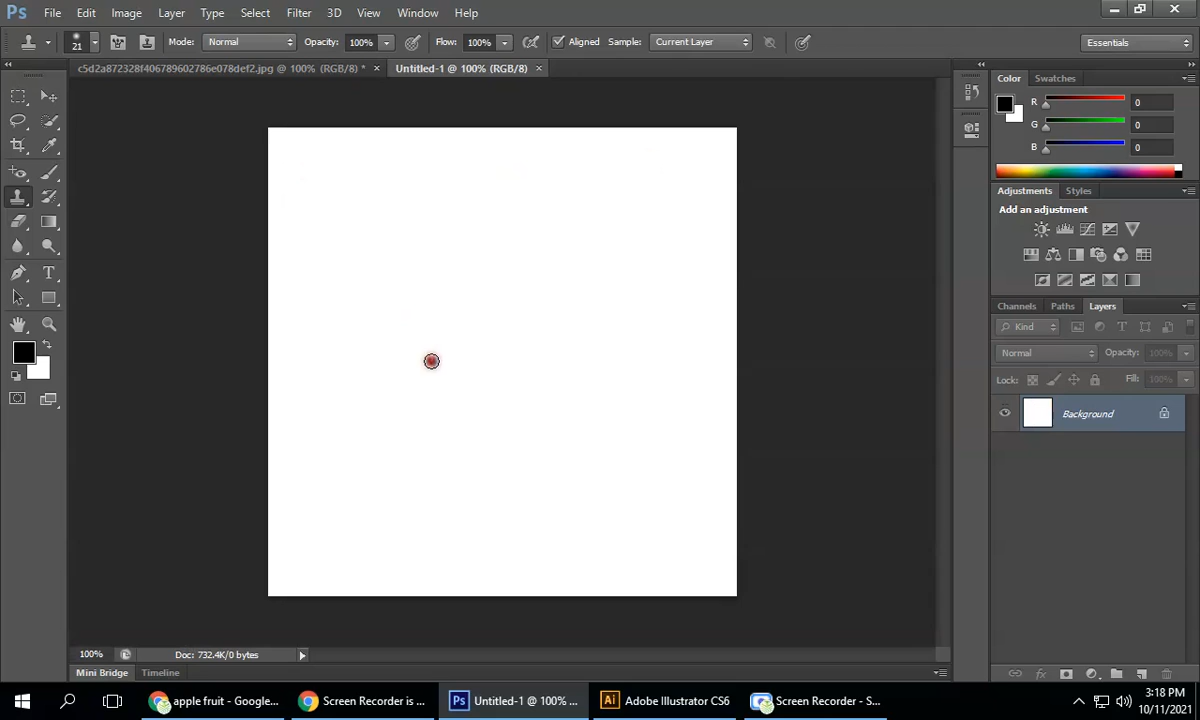 Ps File Edit Image Layer Type Select Filter 3D View Window Help
21 Mode: Normal Opacity: 100% Flow: 100% Aligned Sample: Current Layer Essentials
c5d2a872328f406789602786e078def2.jpg @ 100% (RGB/8) * × Untitled-1 @ 100% (RGB/8) ×
Color Swatches
R 0
G 0
B 0
Adjustments Styles
Add an adjustment
Channels Paths Layers
Kind
Normal Opacity: 100%
Lock: Fill: 100%
Background
100% Doc: 732.4K/0 bytes
Mini Bridge Timeline
apple fruit - Google... Screen Recorder is ... Ps Untitled-1 @ 100% ... Ai Adobe Illustrator CS6 Screen Recorder - S...
3:18 PM
10/11/2021